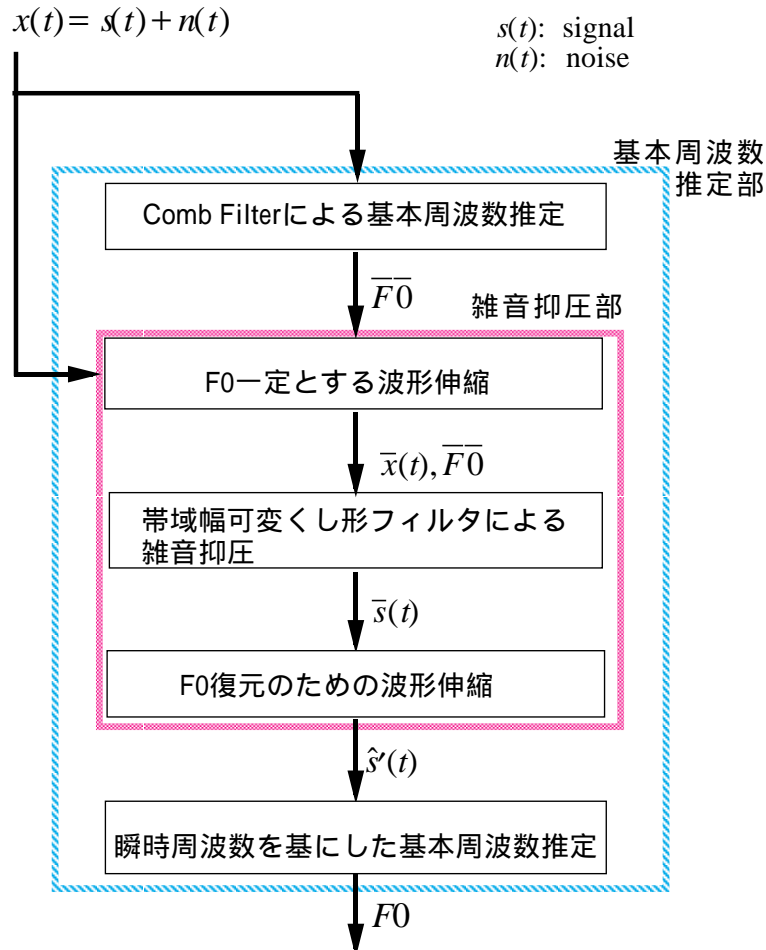 x(t) = s(t) + n(t)
s(t): signal
n(t): noise
基本周波数
推定部
Comb Filterによる基本周波数推定
F̅0̅
雑音抑圧部
F0一定とする波形伸縮
x̅(t), F̅0̅
帯域幅可変くし形フィルタによる
雑音抑圧
s̅(t)
F0復元のための波形伸縮
ŝ′(t)
瞬時周波数を基にした基本周波数推定
F0